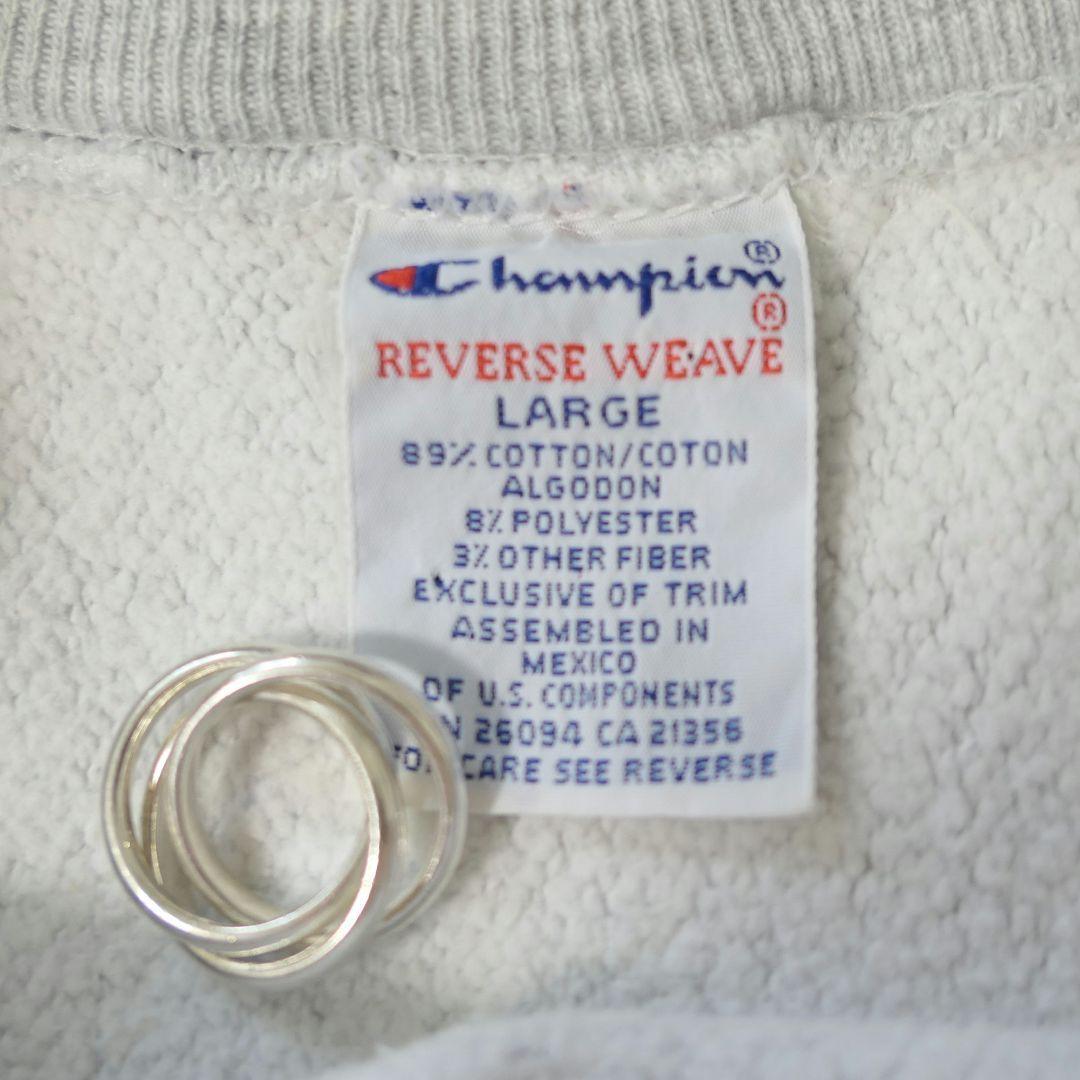 Champion®
®
REVERSE WEAVE
LARGE
89% COTTON/COTON
ALGODON
8% POLYESTER
3% OTHER FIBER
EXCLUSIVE OF TRIM
ASSEMBLED IN
MEXICO
OF U.S. COMPONENTS
26094 CA 21356
CARE SEE REVERSE